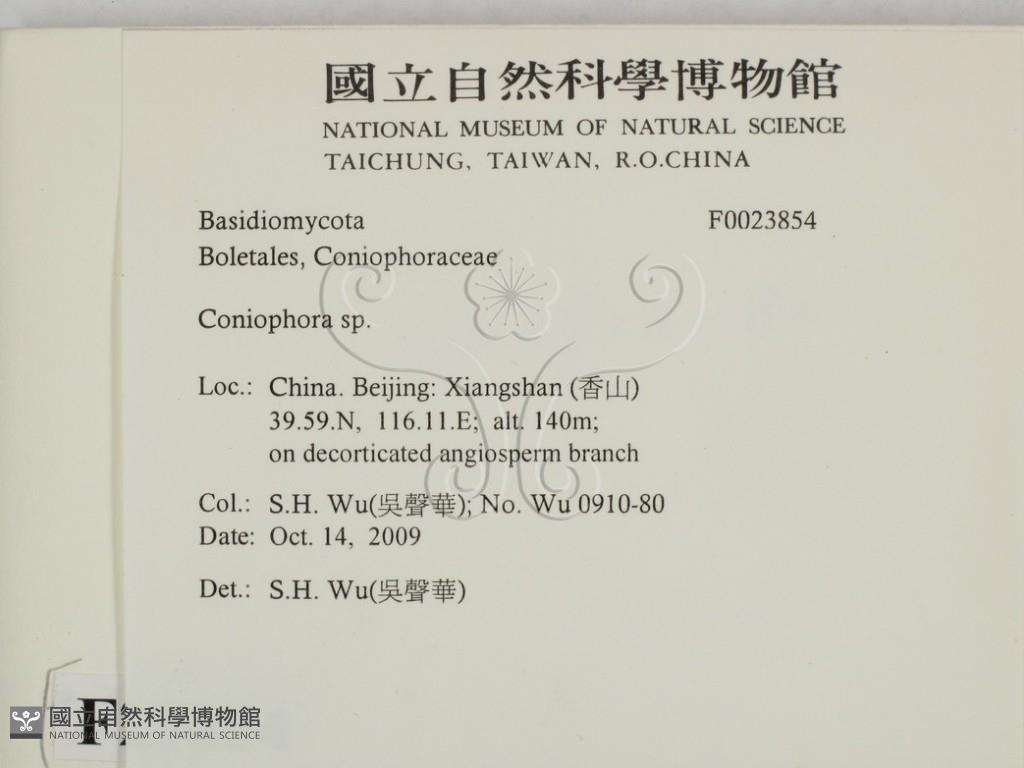 國立自然科學博物館
NATIONAL MUSEUM OF NATURAL SCIENCE
TAICHUNG, TAIWAN, R.O.CHINA
Basidiomycota F0023854
Boletales, Coniophoraceae
Coniophora sp.
Loc.: China. Beijing: Xiangshan (香山)
39.59.N, 116.11.E; alt. 140m;
on decorticated angiosperm branch
Col.: S.H. Wu(吳聲華); No. Wu 0910-80
Date: Oct. 14, 2009
Det.: S.H. Wu(吳聲華)
F
國立自然科學博物館
NATIONAL MUSEUM OF NATURAL SCIENCE